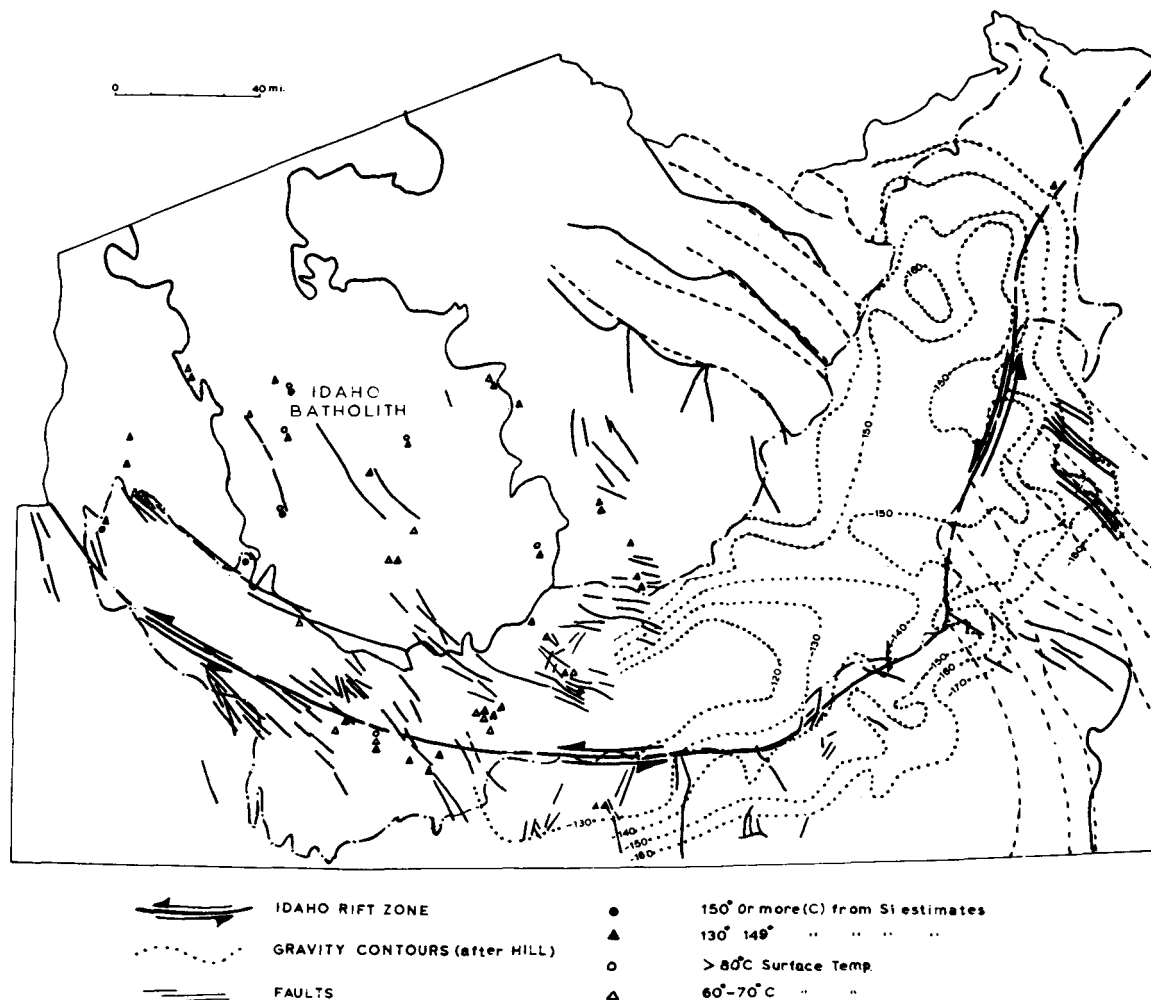 0 40 mi.
160
IDAHO
BATHOLITH
150
150
150
160
130
140
120
150
160
170
130
140
150
160
IDAHO RIFT ZONE
150° Or more (C) from Si estimates
130° 149° " " " "
GRAVITY CONTOURS (after HILL)
> 80°C Surface Temp.
FAULTS
60°-70°C " "